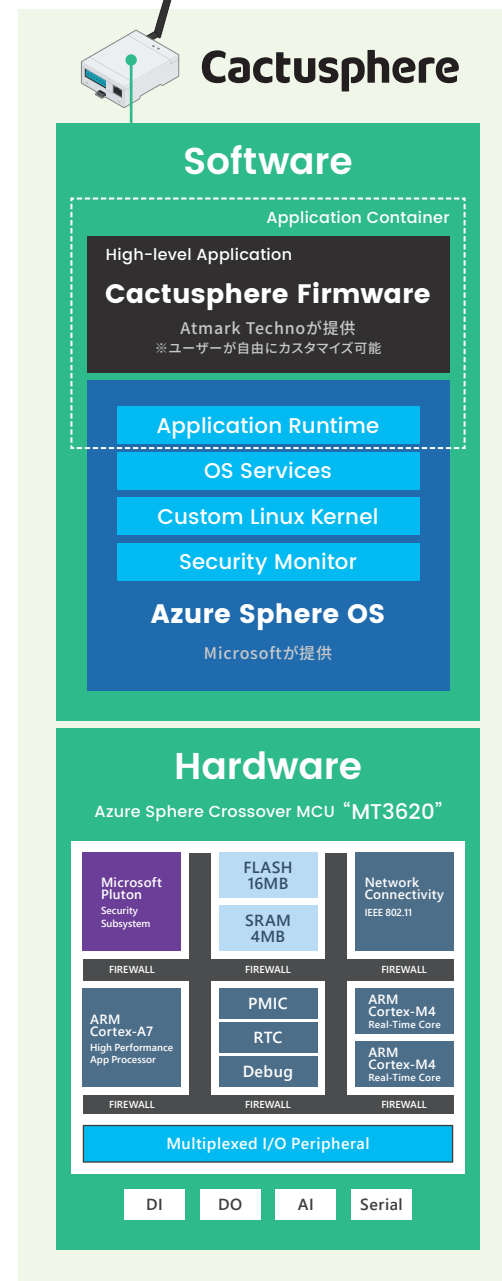 Cactusphere
Software
Application Container
High-level Application
Cactusphere Firmware
Atmark Technoが提供
※ユーザーが自由にカスタマイズ可能
Application Runtime
OS Services
Custom Linux Kernel
Security Monitor
Azure Sphere OS
Microsoftが提供
Hardware
Azure Sphere Crossover MCU “MT3620”
Microsoft
Pluton
Security
Subsystem
FLASH
16MB
SRAM
4MB
Network
Connectivity
IEEE 802.11
FIREWALL
FIREWALL
FIREWALL
ARM
Cortex-A7
High Performance
App Processor
PMIC
RTC
Debug
ARM
Cortex-M4
Real-Time Core
ARM
Cortex-M4
Real-Time Core
FIREWALL
FIREWALL
FIREWALL
Multiplexed I/O Peripheral
DI
DO
AI
Serial